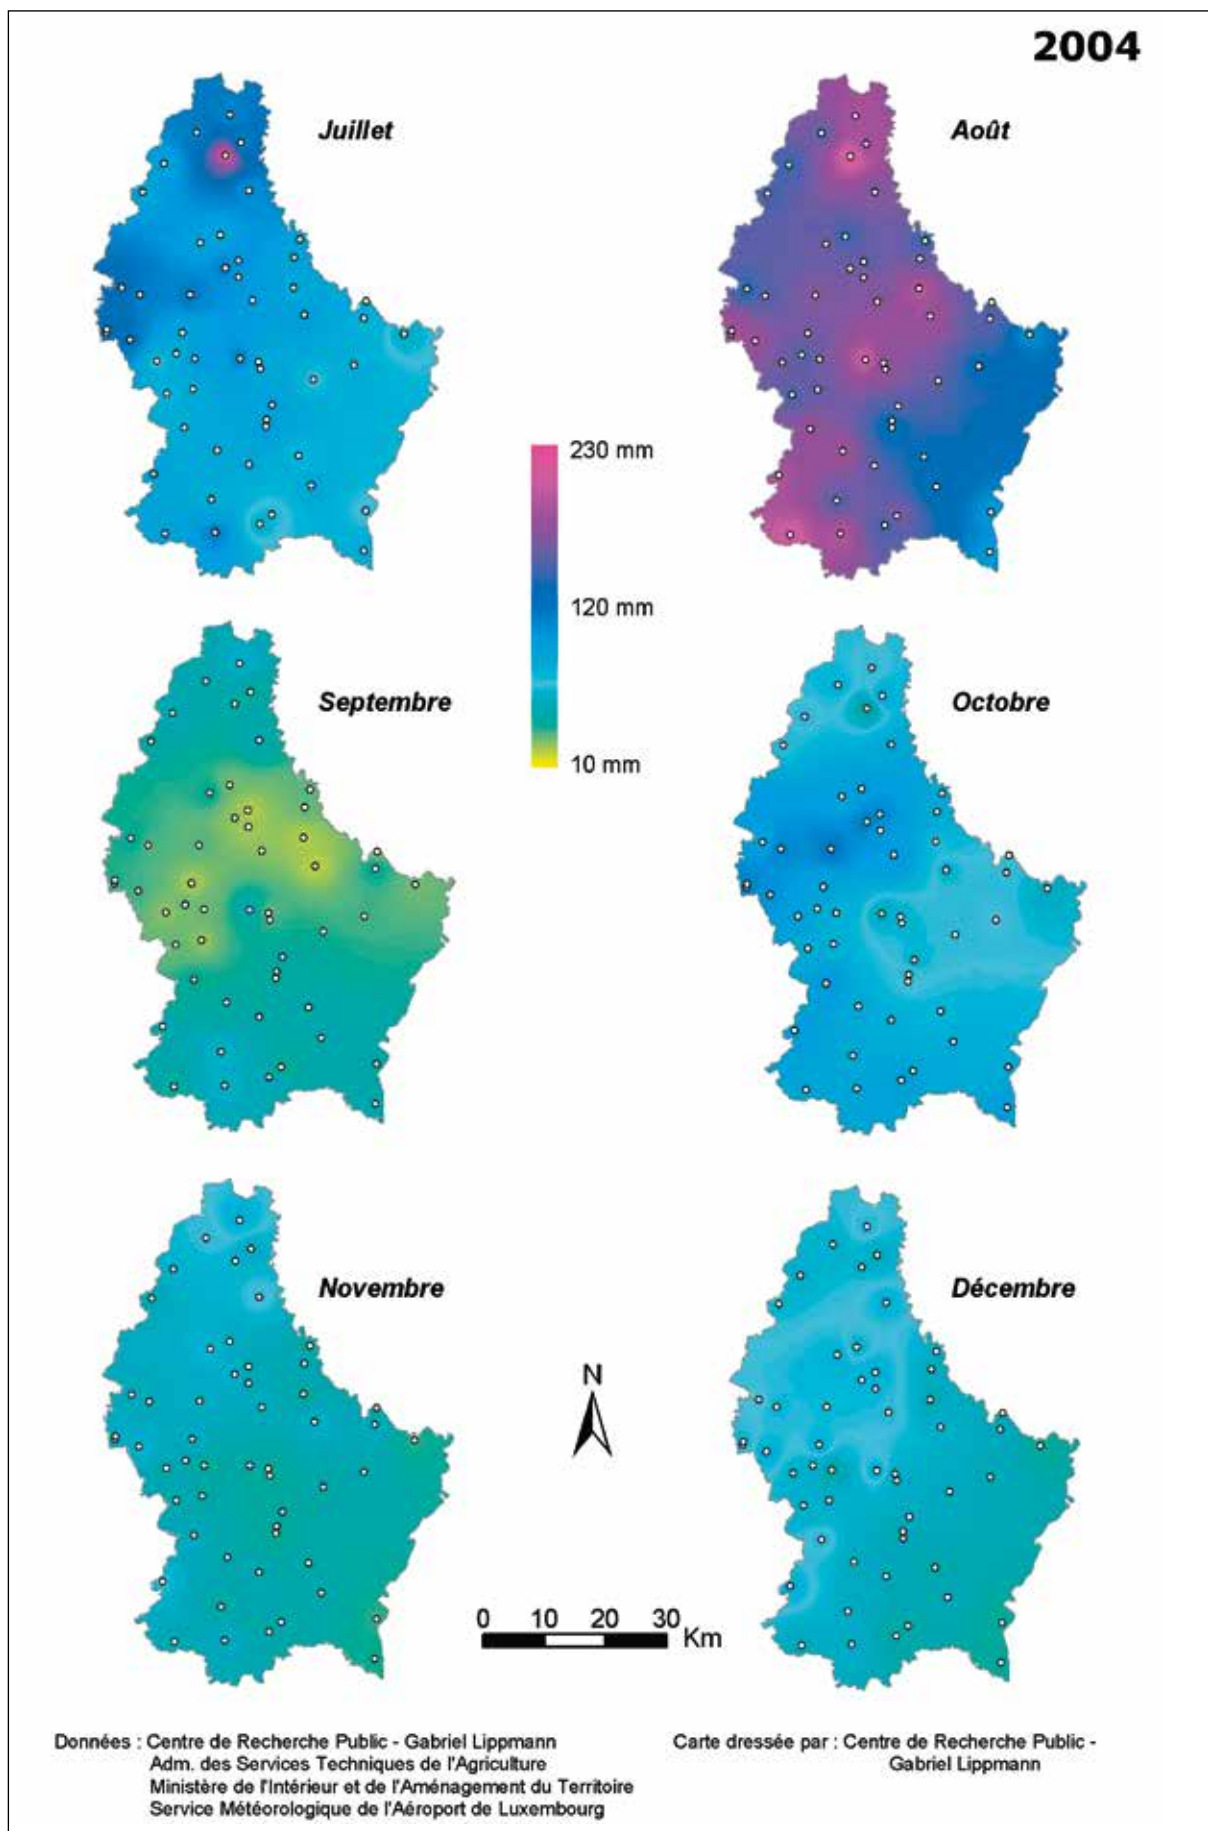 2004
Juillet
Août
230 mm
120 mm
10 mm
Septembre
Octobre
Novembre
Décembre
N
0 10 20 30 Km
Données : Centre de Recherche Public - Gabriel Lippmann
Adm. des Services Techniques de l'Agriculture
Ministère de l'Intérieur et de l'Aménagement du Territoire
Service Météorologique de l'Aéroport de Luxembourg
Carte dressée par : Centre de Recherche Public -
Gabriel Lippmann